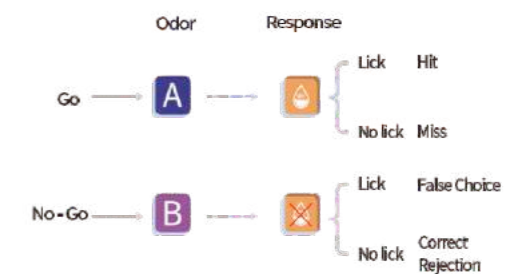 Odor Response
Lick Hit
Go A
No lick Miss
Lick False Choice
No-Go B
No lick Correct
Rejection